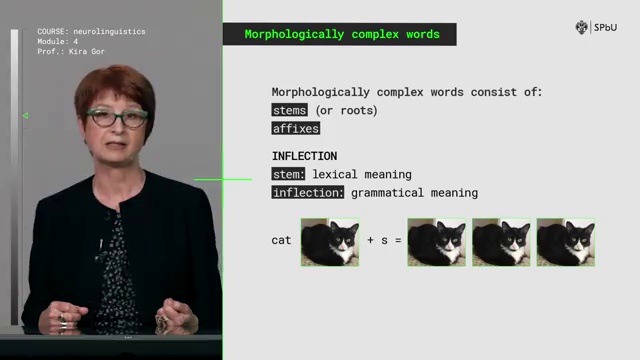 COURSE: neurolinguistics
Module: 4
Prof.: Kira Gor
Morphologically complex words
SPbU
Morphologically complex words consist of:
stems (or roots)
affixes
INFLECTION
stem: lexical meaning
inflection: grammatical meaning
cat + s =